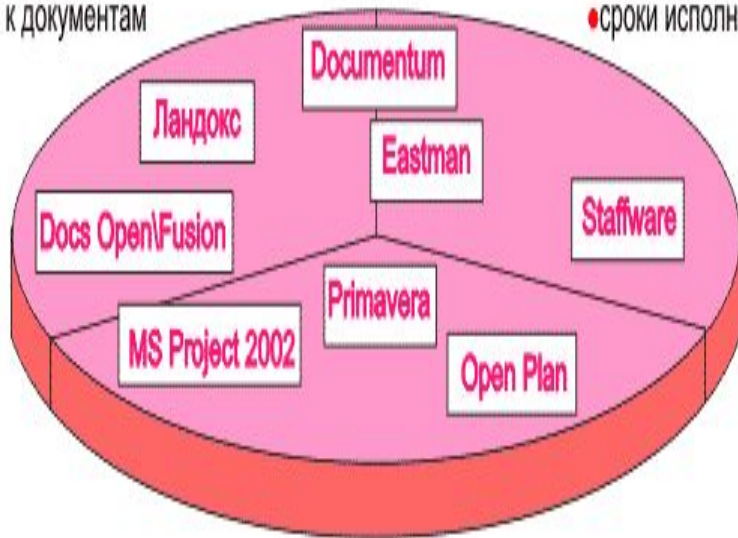 к документам
сроки исполн
Documentum
Ландокс
Eastman
Staffware
Docs Open\Fusion
Primavera
MS Project 2002
Open Plan